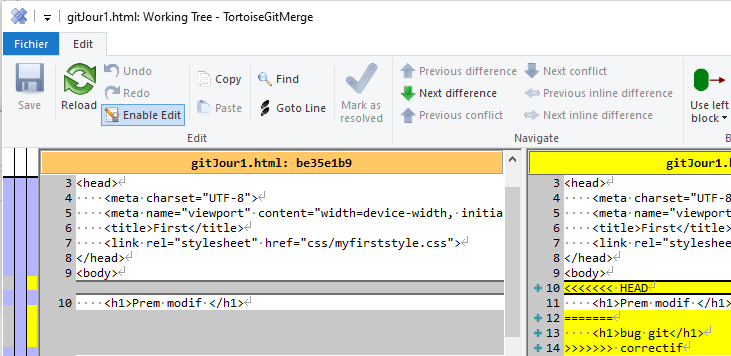 gitJour1.html: Working Tree - TortoiseGitMerge
Fichier Edit
Save
Reload
Undo
Redo
Enable Edit
Copy
Paste
Find
Goto Line
Mark as
resolved
Edit
Previous difference
Next difference
Previous conflict
Next conflict
Previous inline difference
Next inline difference
Navigate
Use left
block
gitJour1.html: be35e1b9
3 <head>
4 <meta charset="UTF-8">
5 <meta name="viewport" content="width=device-width, initia
6 <title>First</title>
7 <link rel="stylesheet" href="css/myfirststyle.css">
8 </head>
9 <body>
10 <h1>Prem modif </h1>
gitJour1.h
3 <head>
4 <meta charset="UTF-8
5 <meta name="viewport
6 <title>First</title>
7 <link rel="styleshee
8 </head>
9 <body>
10 <<<<<<< HEAD
11 <h1>Prem modif </h1>
12 =======
13 <h1>bug git</h1>
14 >>>>>>> correctif